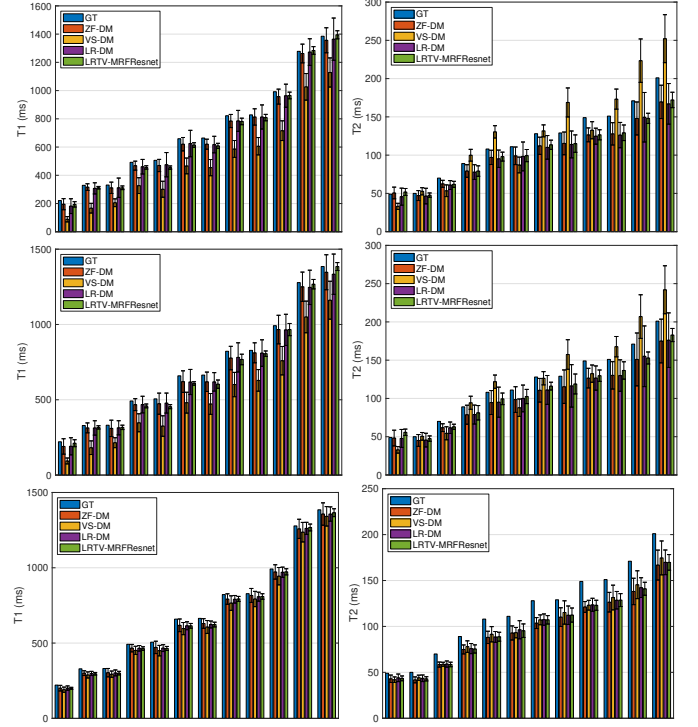 1600
1400
1200
1000
800
600
400
200
0
T1 (ms)
GT
ZF-DM
VS-DM
LR-DM
LRTV-MRFResnet
300
250
200
150
100
50
0
T2 (ms)
GT
ZF-DM
VS-DM
LR-DM
LRTV-MRFResnet
1500
1000
500
0
T1 (ms)
GT
ZF-DM
VS-DM
LR-DM
LRTV-MRFResnet
300
250
200
150
100
50
0
T2 (ms)
GT
ZF-DM
VS-DM
LR-DM
LRTV-MRFResnet
1500
1000
500
0
T1 (ms)
GT
ZF-DM
VS-DM
LR-DM
LRTV-MRFResnet
250
200
150
100
50
0
T2 (ms)
GT
ZF-DM
VS-DM
LR-DM
LRTV-MRFResnet